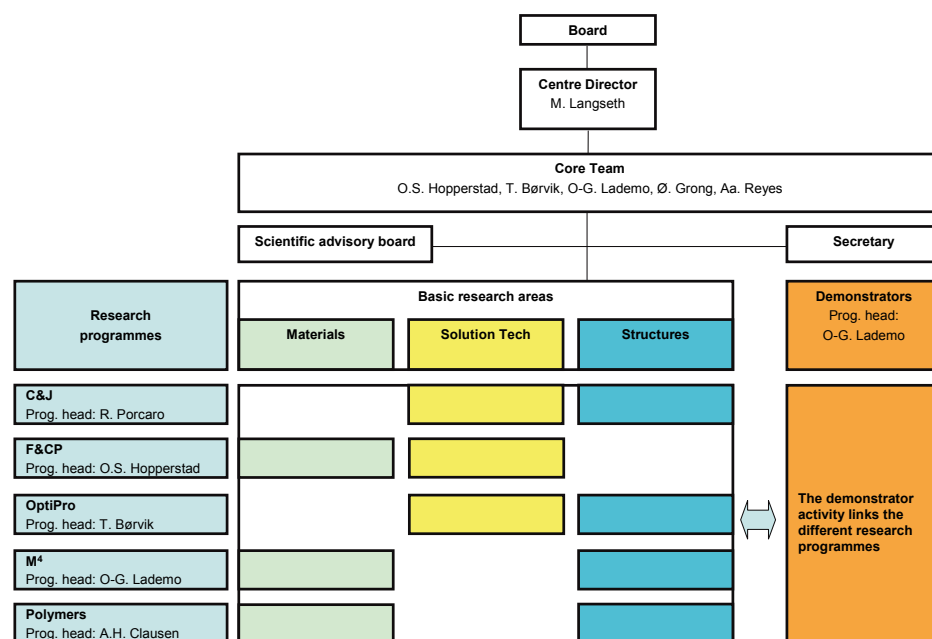 Board
Centre Director
M. Langseth
Core Team
O.S. Hopperstad, T. Børvik, O-G. Lademo, Ø. Grong, Aa. Reyes
Scientific advisory board
Secretary
Research
programmes
Basic research areas
Materials
Solution Tech
Structures
Demonstrators
Prog. head:
O-G. Lademo
C&J
Prog. head: R. Porcaro
F&CP
Prog. head: O.S. Hopperstad
OptiPro
Prog. head: T. Børvik
M⁴
Prog. head: O-G. Lademo
Polymers
Prog. head: A.H. Clausen
The demonstrator
activity links the
different research
programmes